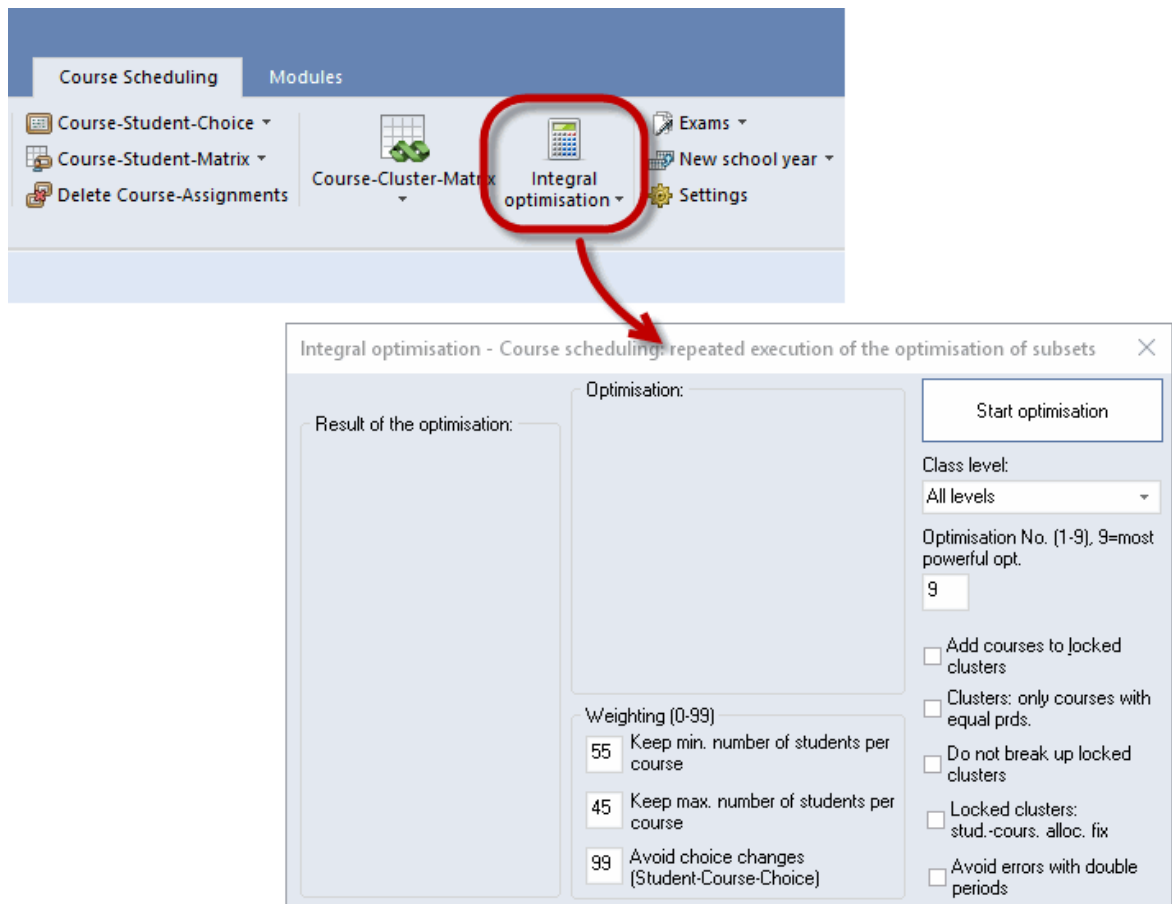 Course Scheduling
Modules
Course-Student-Choice
Course-Student-Matrix
Delete Course-Assignments
Course-Cluster-Matrix
Integral
optimisation
Exams
New school year
Settings
Integral optimisation - Course scheduling: repeated execution of the optimisation of subsets
Result of the optimisation:
Optimisation:
Weighting (0-99)
55 Keep min. number of students per
course
45 Keep max. number of students per
course
99 Avoid choice changes
(Student-Course-Choice)
Start optimisation
Class level:
All levels
Optimisation No. (1-9), 9=most
powerful opt.
9
Add courses to locked
clusters
Clusters: only courses with
equal prds.
Do not break up locked
clusters
Locked clusters:
stud.-cours. alloc. fix
Avoid errors with double
periods